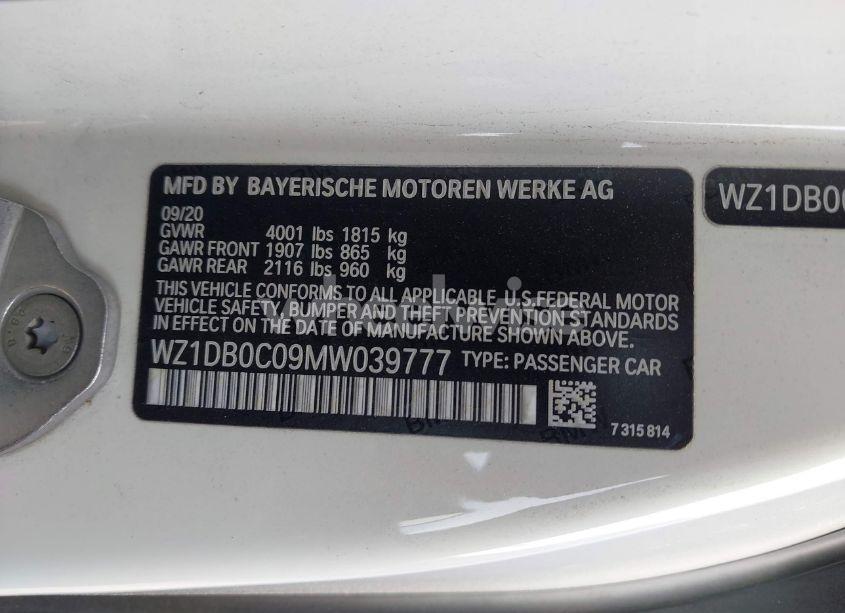 MFD BY BAYERISCHE MOTOREN WERKE AG
09/20
GVWR 4001 lbs 1815 kg
GAWR FRONT 1907 lbs 865 kg
GAWR REAR 2116 lbs 960 kg
THIS VEHICLE CONFORMS TO ALL APPLICABLE U.S.FEDERAL MOTOR
VEHICLE SAFETY, BUMPER AND THEFT PREVENTION STANDARDS
IN EFFECT ON THE DATE OF MANUFACTURE SHOWN ABOVE.
WZ1DB0C09MW039777 TYPE: PASSENGER CAR
7 315 814
WZ1DB0